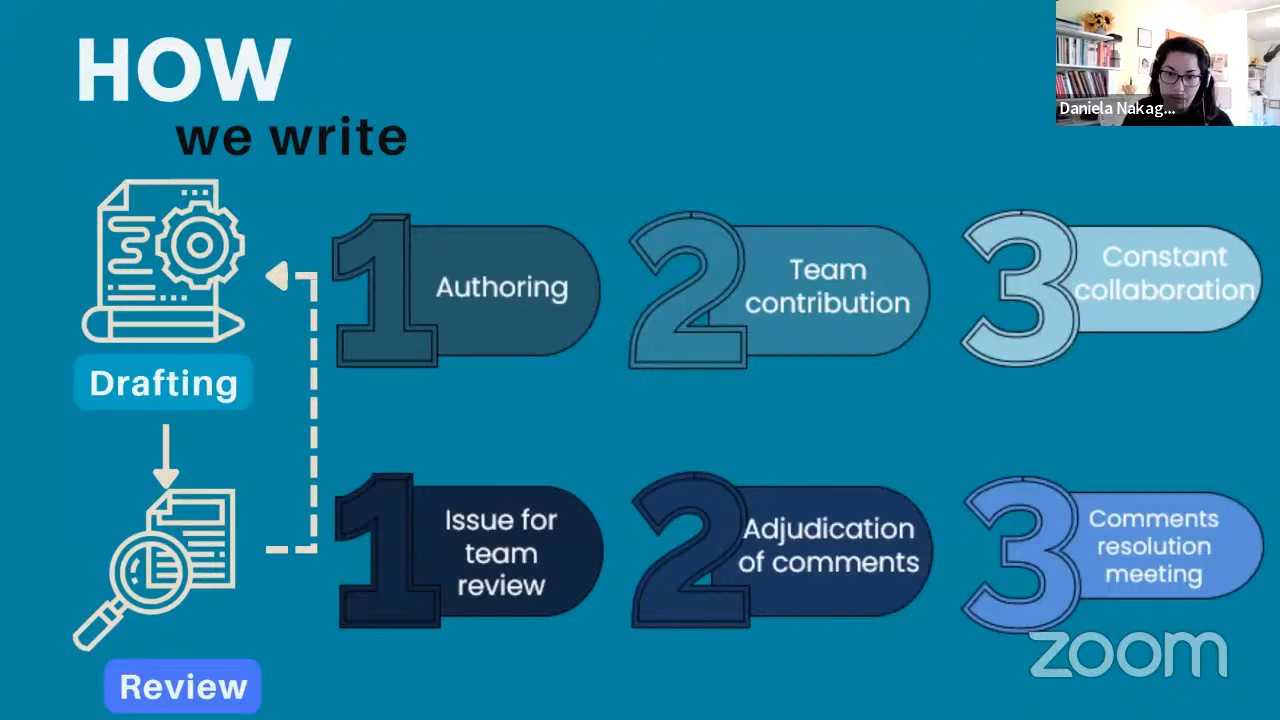 HOW
we write
Daniela Nakag...
1
Authoring
2
Team
contribution
3
Constant
collaboration
Drafting
1
Issue for
team
review
2
Adjudication
of comments
3
Comments
resolution
meeting
Review
zoom